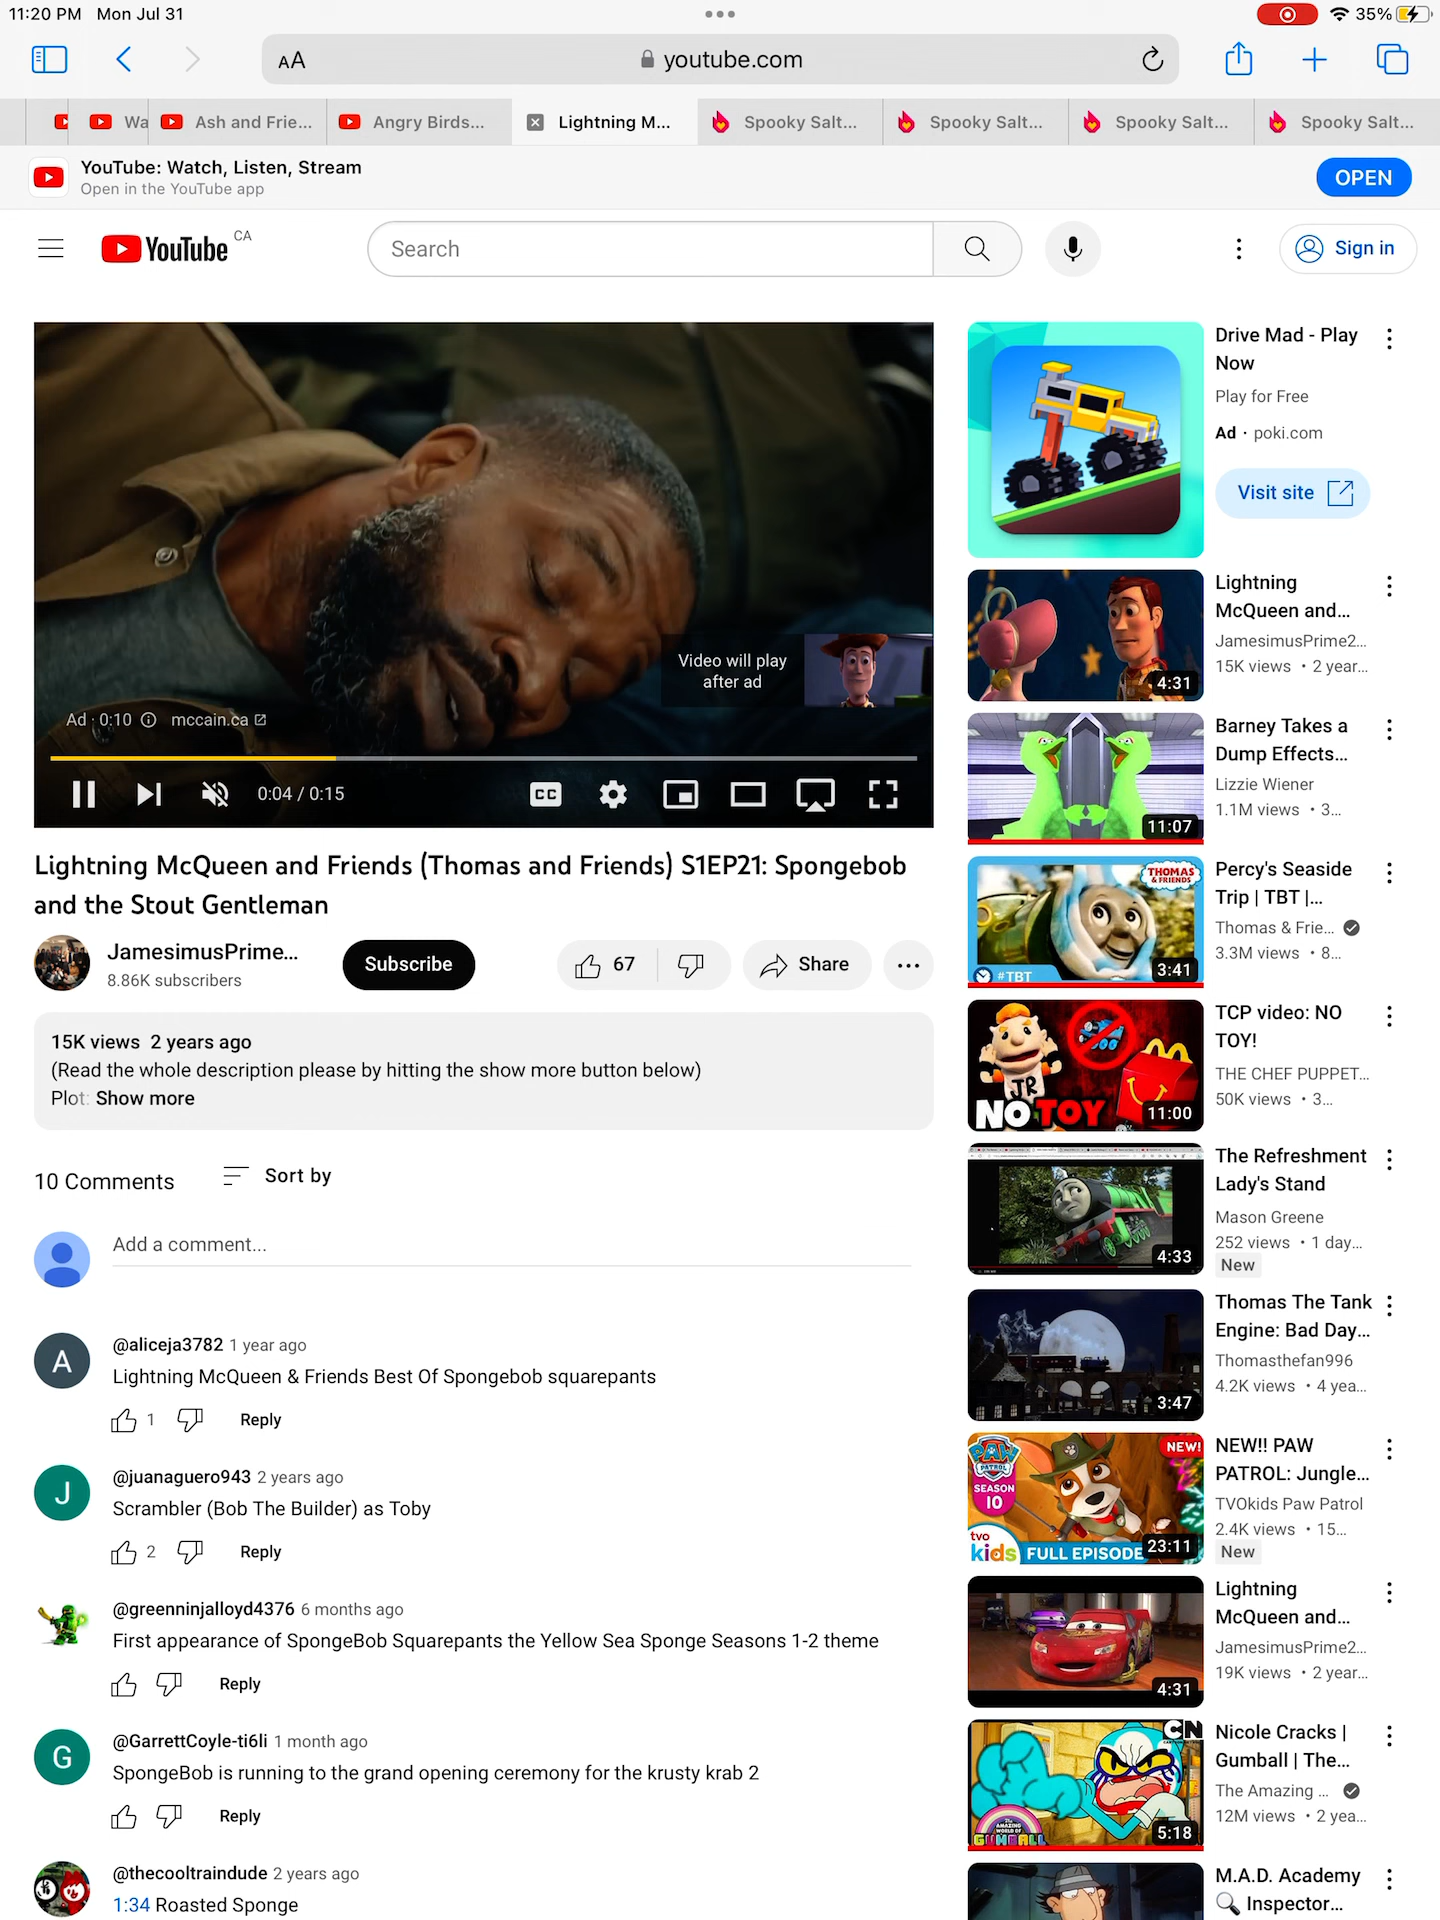 11:20 PM Mon Jul 31
35%
AA
youtube.com
Wa
Ash and Frie...
Angry Birds...
Lightning M...
Spooky Salt...
Spooky Salt...
Spooky Salt...
Spooky Salt...
YouTube: Watch, Listen, Stream
Open in the YouTube app
OPEN
YouTube CA
Search
Sign in
Video will play
after ad
Ad · 0:10 mccain.ca
0:04 / 0:15
CC
Lightning McQueen and Friends (Thomas and Friends) S1EP21: Spongebob
and the Stout Gentleman
JamesimusPrime...
8.86K subscribers
Subscribe
67
Share
15K views 2 years ago
(Read the whole description please by hitting the show more button below)
Plot: Show more
10 Comments
Sort by
Add a comment...
A
@aliceja3782 1 year ago
Lightning McQueen & Friends Best Of Spongebob squarepants
1
Reply
J
@juanaguero943 2 years ago
Scrambler (Bob The Builder) as Toby
2
Reply
@greenninjalloyd4376 6 months ago
First appearance of SpongeBob Squarepants the Yellow Sea Sponge Seasons 1-2 theme
Reply
G
@GarrettCoyle-ti6li 1 month ago
SpongeBob is running to the grand opening ceremony for the krusty krab 2
Reply
@thecooltraindude 2 years ago
1:34 Roasted Sponge
Drive Mad - Play
Now
Play for Free
Ad · poki.com
Visit site
4:31
Lightning
McQueen and...
JamesimusPrime2...
15K views • 2 year...
11:07
Barney Takes a
Dump Effects...
Lizzie Wiener
1.1M views • 3...
THOMAS
& FRIENDS
#TBT
3:41
Percy's Seaside
Trip | TBT |...
Thomas & Frie...
3.3M views • 8...
JR
NO TOY
11:00
TCP video: NO
TOY!
THE CHEF PUPPET...
50K views • 3...
4:33
The Refreshment
Lady's Stand
Mason Greene
252 views • 1 day...
New
3:47
Thomas The Tank
Engine: Bad Day...
Thomasthefan996
4.2K views • 4 yea...
PAW
PATROL
SEASON
10
NEW!
tvo
kids
FULL EPISODE
23:11
NEW!! PAW
PATROL: Jungle...
TVOkids Paw Patrol
2.4K views • 15...
New
4:31
Lightning
McQueen and...
JamesimusPrime2...
19K views • 2 year...
CN
CARTOON NETWORK
THE
AMAZING
WORLD OF
GUMBALL
5:18
Nicole Cracks |
Gumball | The...
The Amazing ...
12M views • 2 yea...
M.A.D. Academy
Inspector...